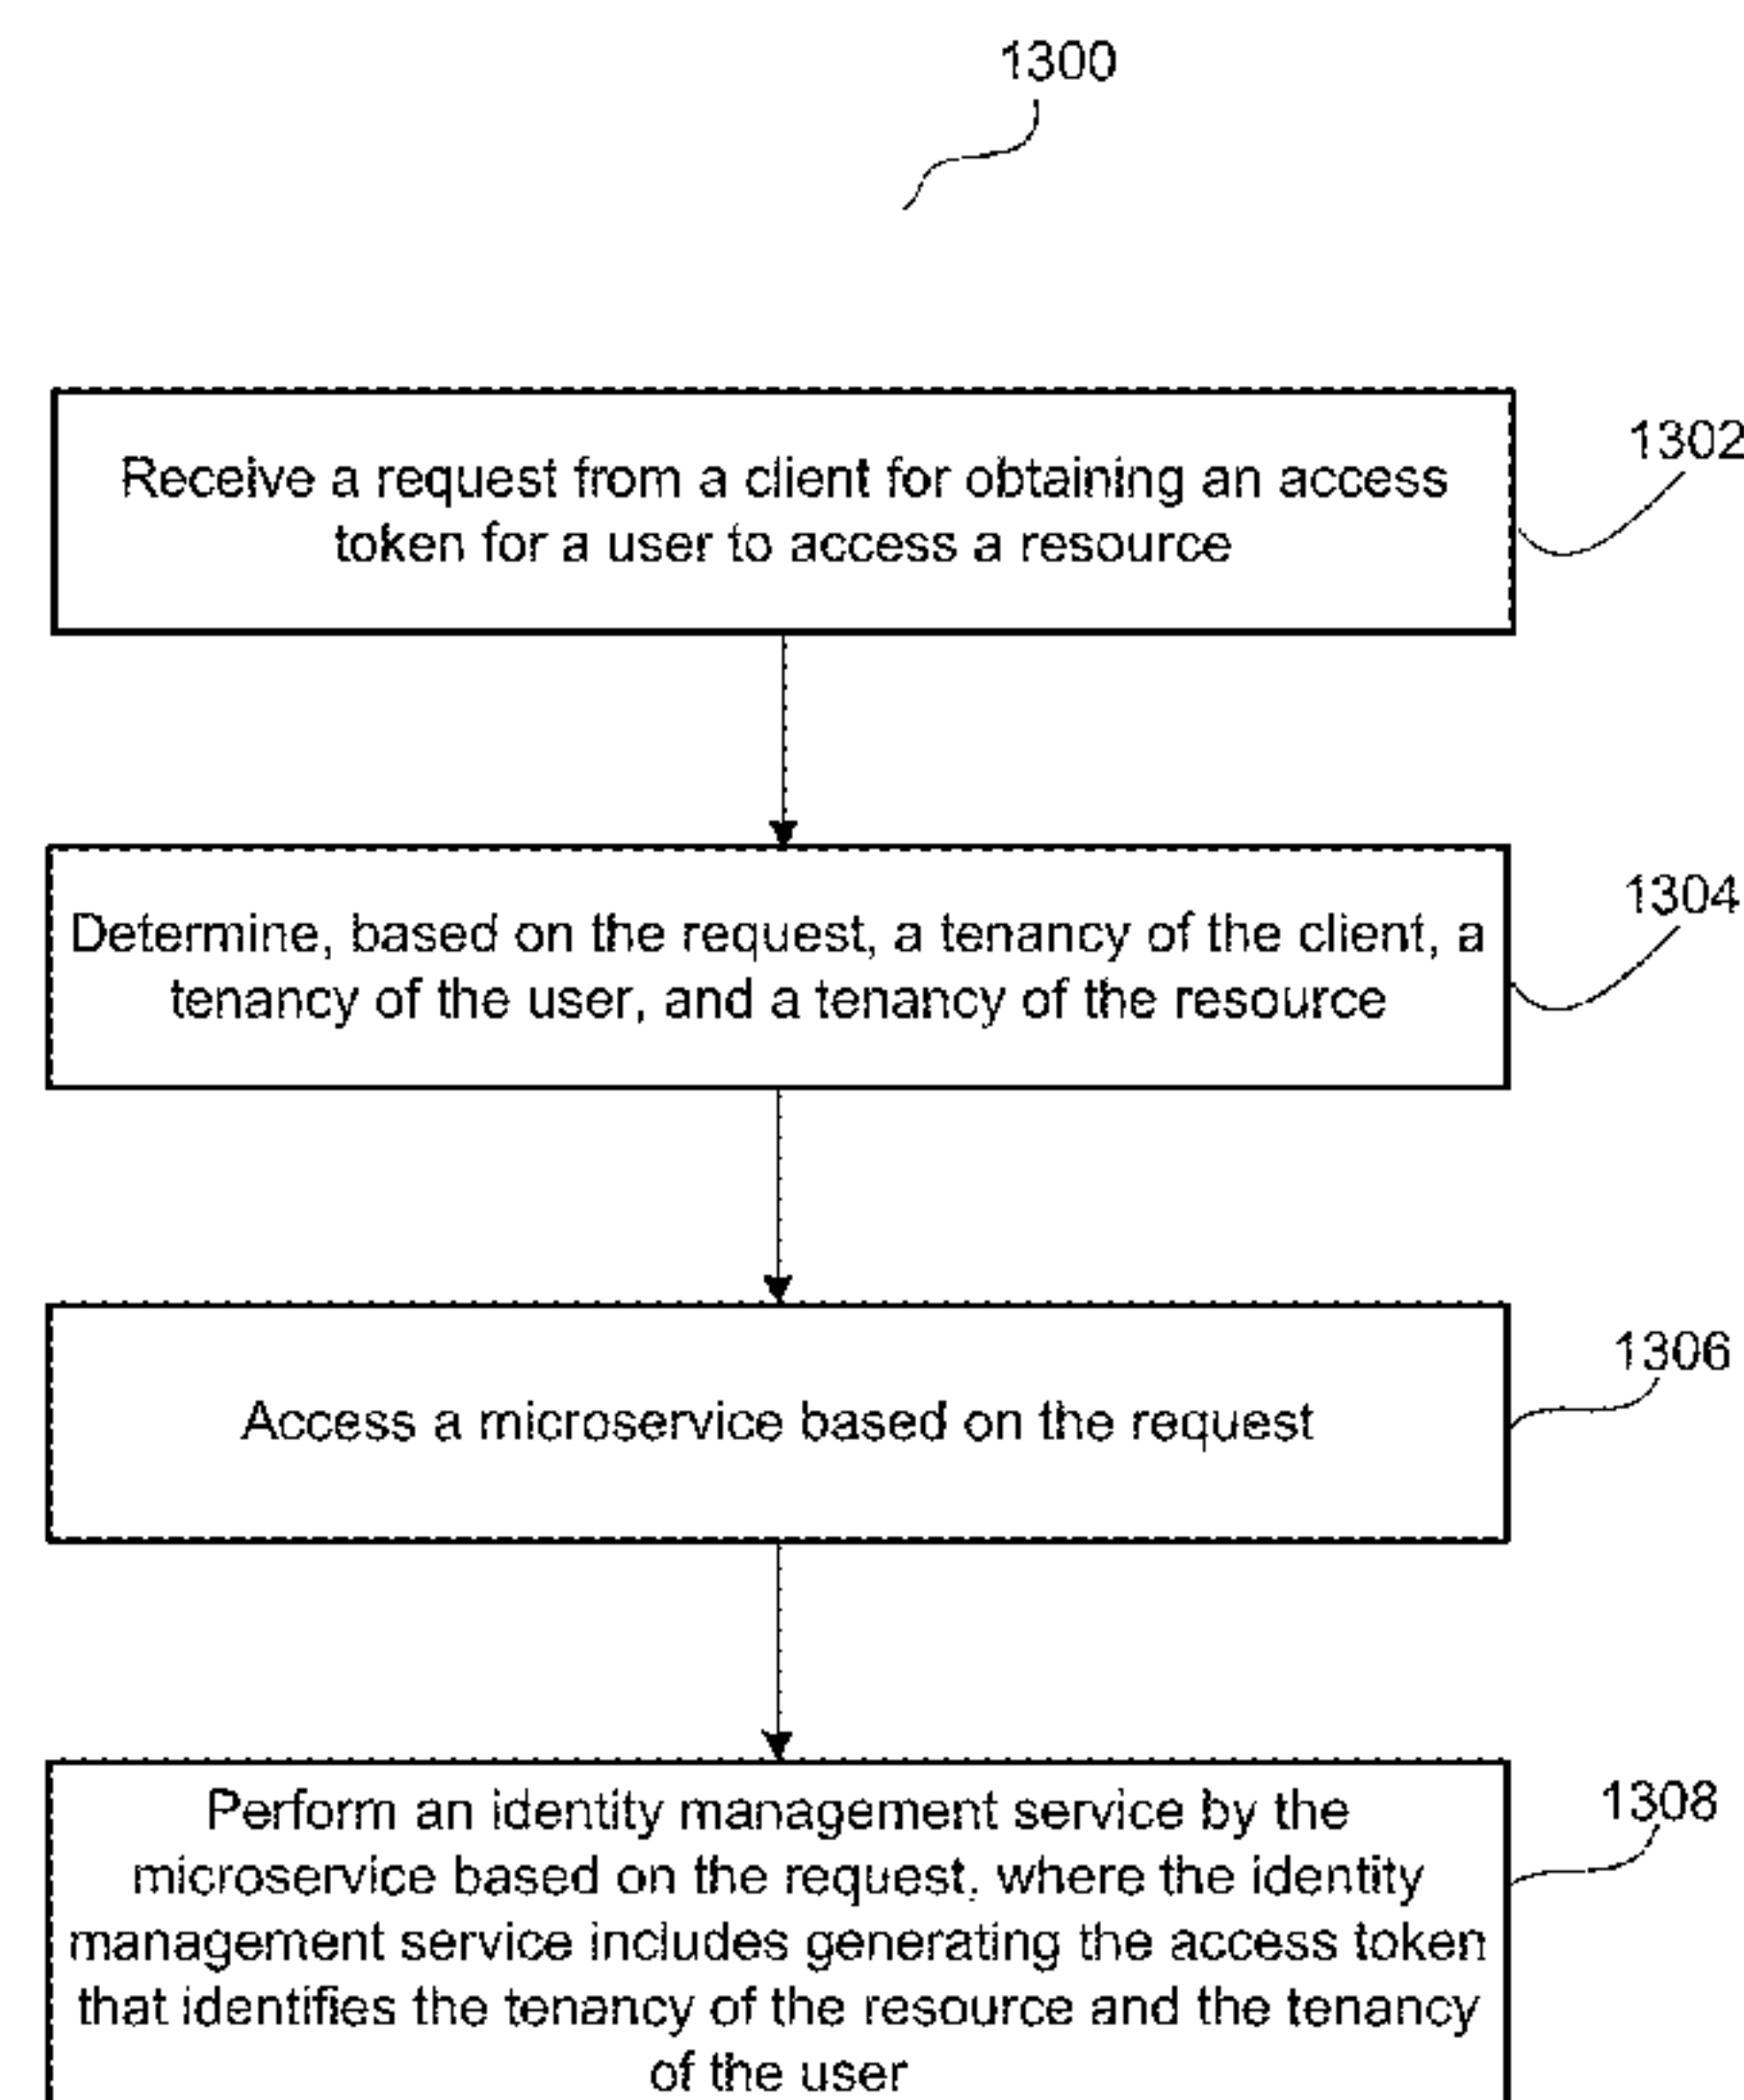 1300
Receive a request from a client for obtaining an access
token for a user to access a resource
1302
Determine, based on the request, a tenancy of the client, a
tenancy of the user, and a tenancy of the resource
1304
Access a microservice based on the request
1306
Perform an identity management service by the
microservice based on the request, where the identity
management service includes generating the access token
that identifies the tenancy of the resource and the tenancy
of the user
1308